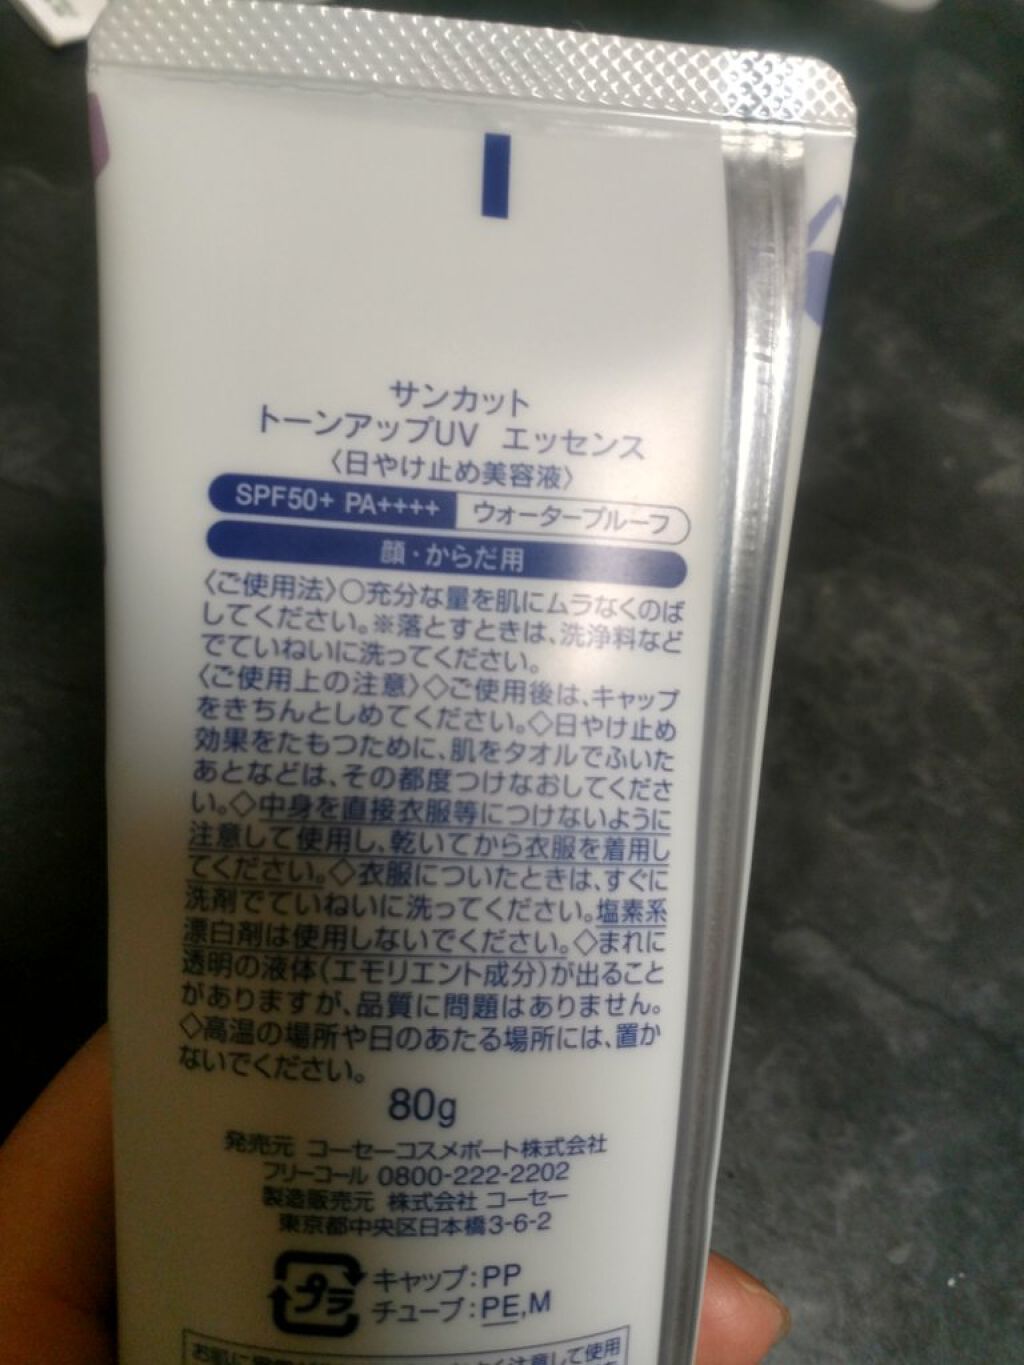 サンカット
トーンアップUV エッセンス
〈日やけ止め美容液〉
SPF50+ PA++++ ウォータープルーフ
顔・からだ用
〈ご使用法〉○充分な量を肌にムラなくのば
してください。※落とすときは、洗浄料など
でていねいに洗ってください。
〈ご使用上の注意〉◇ご使用後は、キャップ
をきちんとしめてください。◇日やけ止め
効果をたもつために、肌をタオルでふいた
あとなどは、その都度つけなおしてくださ
い。◇中身を直接衣服等につけないように
注意して使用し、乾いてから衣服を着用し
てください。◇衣服についたときは、すぐに
洗剤でていねいに洗ってください。塩素系
漂白剤は使用しないでください。◇まれに
透明の液体(エモリエント成分)が出ること
がありますが、品質に問題はありません。
◇高温の場所や日のあたる場所には、置か
ないでください。
80g
発売元 コーセーコスメポート株式会社
フリーコール 0800-222-2202
製造販売元 株式会社 コーセー
東京都中央区日本橋3-6-2
プラ
キャップ:PP
チューブ:PE,M
お肌に
注意して使用